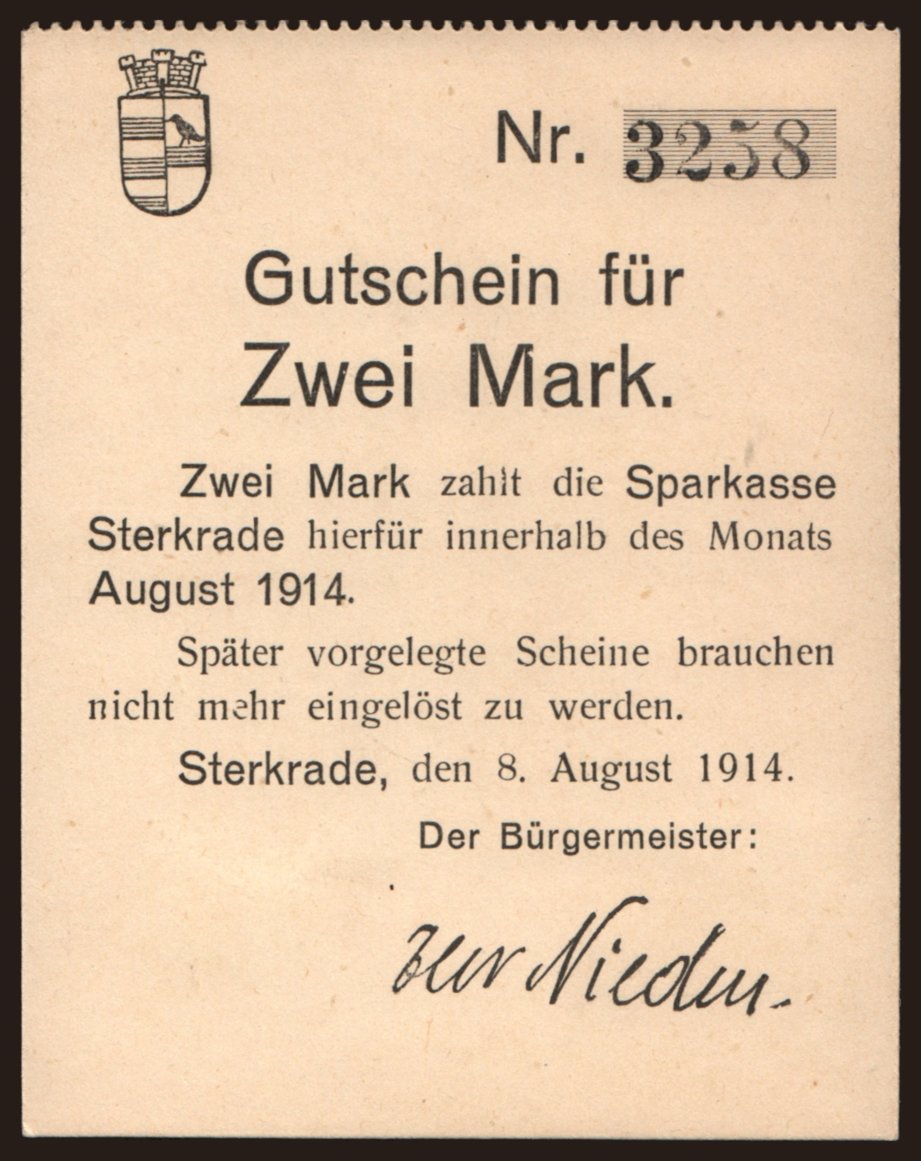 Nr. 3258
Gutschein für
Zwei Mark.
Zwei Mark zahlt die Sparkasse
Sterkrade hierfür innerhalb des Monats
August 1914.
Später vorgelegte Scheine brauchen
nicht mehr eingelöst zu werden.
Sterkrade, den 8. August 1914.
Der Bürgermeister:
zur Nieden.